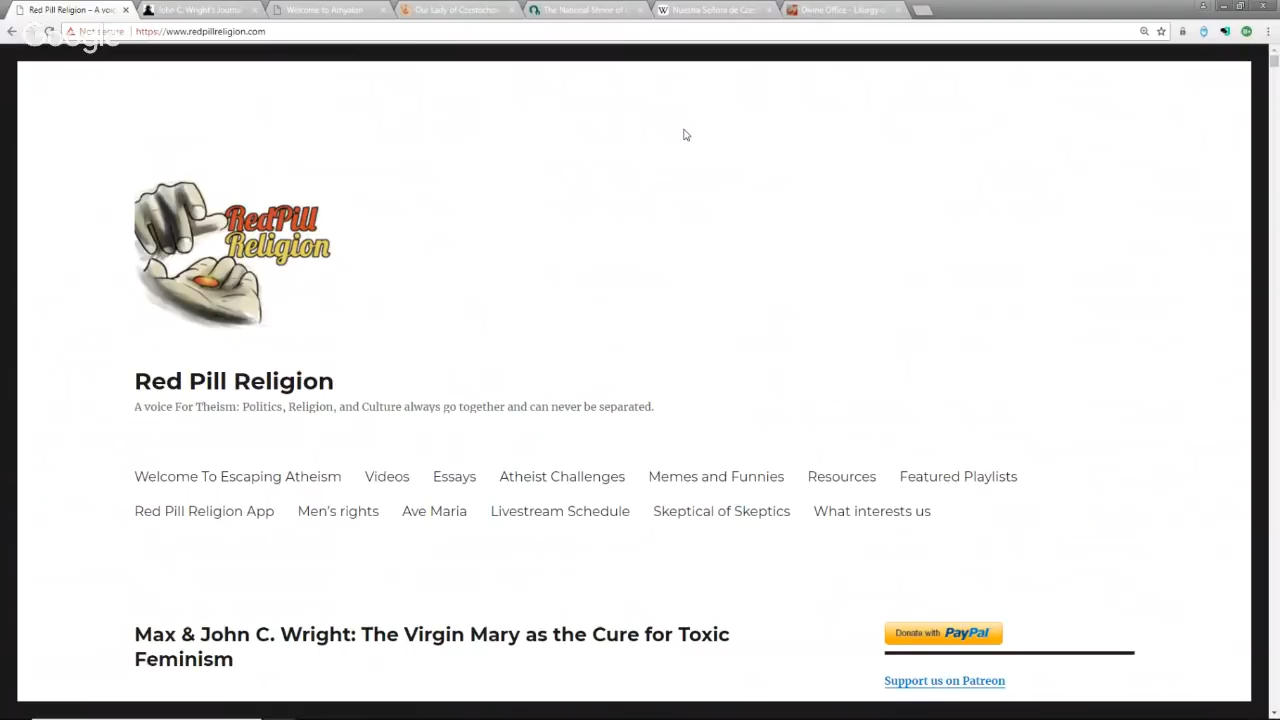 Red Pill Religion – A voi
John C. Wright's Journal
Welcome to Athyalon
Our Lady of Czestochow
The National Shrine of
Nuestra Señora de Czes
Divine Office - Liturgy
Google
Not secure
https://www.redpillreligion.com
RedPill
Religion
Red Pill Religion
A voice For Theism: Politics, Religion, and Culture always go together and can never be separated.
Welcome To Escaping Atheism Videos Essays Atheist Challenges Memes and Funnies Resources Featured Playlists
Red Pill Religion App Men's rights Ave Maria Livestream Schedule Skeptical of Skeptics What interests us
Max & John C. Wright: The Virgin Mary as the Cure for Toxic
Feminism
Donate with PayPal
Support us on Patreon